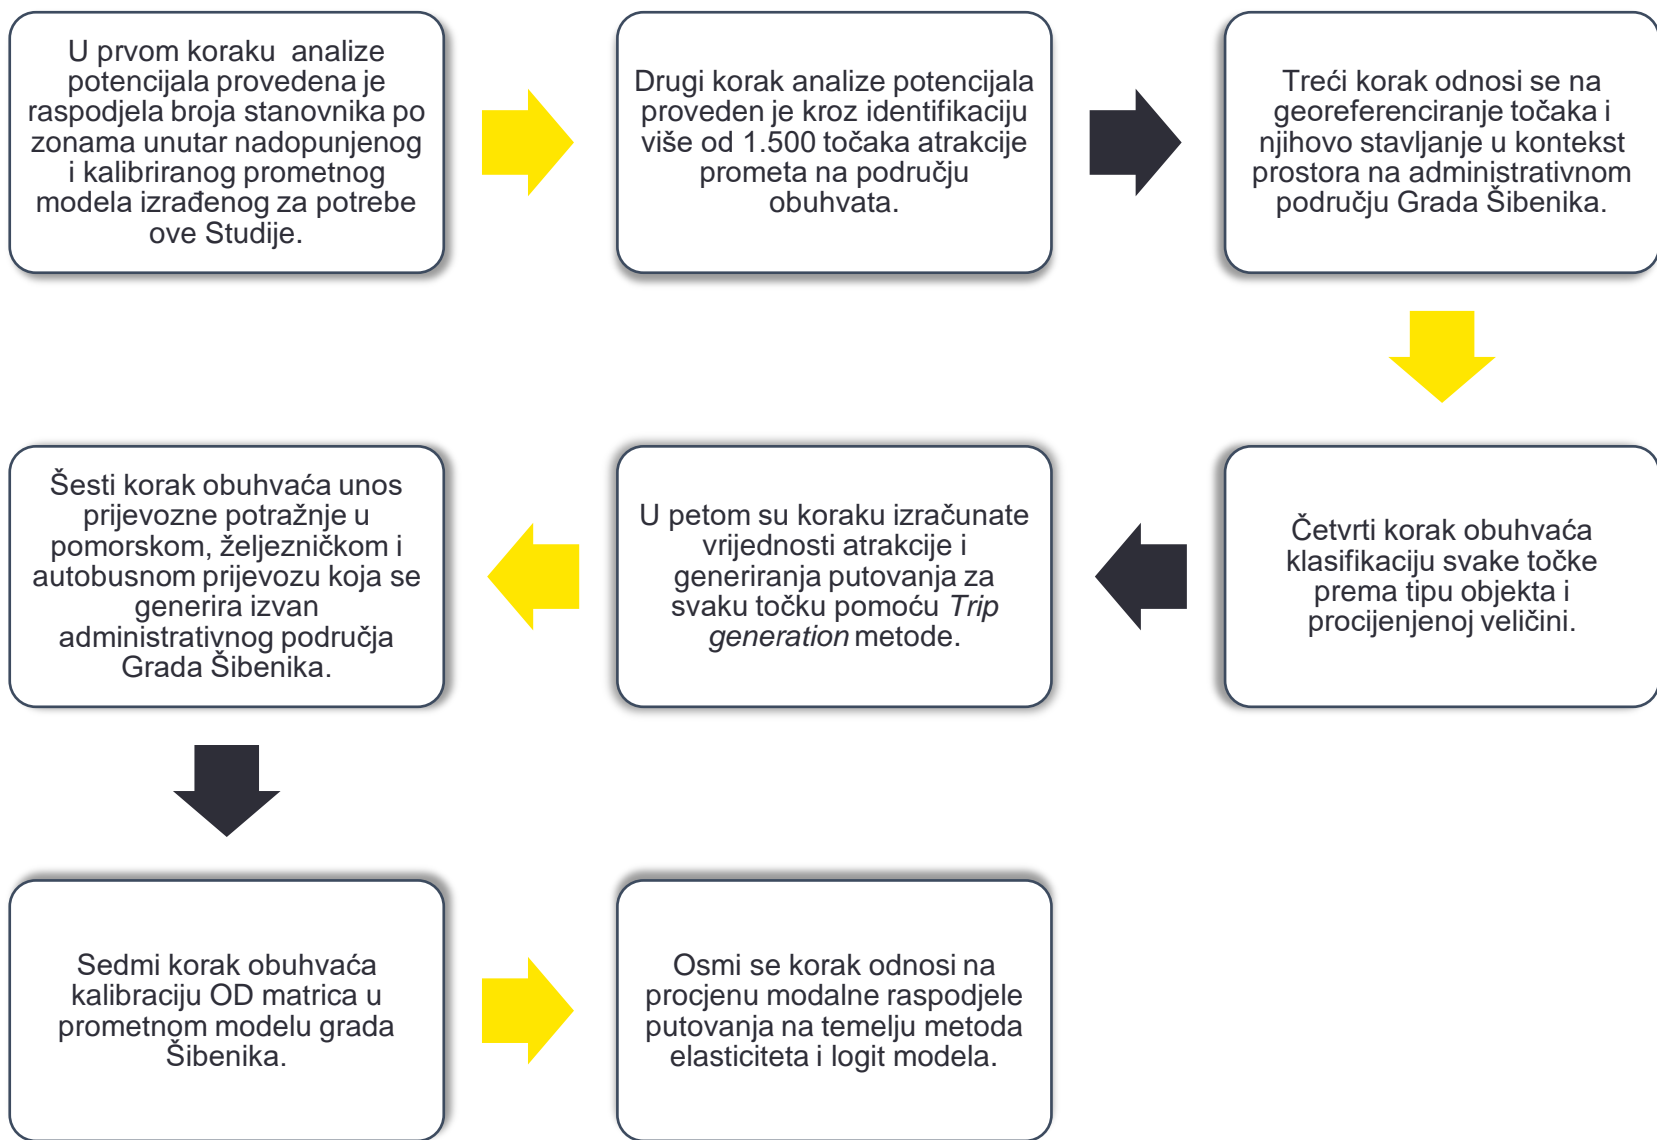 U prvom koraku  analize
potencijala provedena je
raspodjela broja stanovnika po
zonama unutar nadopunjenog
i kalibriranog prometnog
modela izrađenog za potrebe
ove Studije.
Drugi korak analize potencijala
proveden je kroz identifikaciju
više od 1.500 točaka atrakcije
prometa na području
obuhvata.
Treći korak odnosi se na
georeferenciranje točaka i
njihovo stavljanje u kontekst
prostora na administrativnom
području Grada Šibenika.
Četvrti korak obuhvaća
klasifikaciju svake točke
prema tipu objekta i
procijenjenoj veličini.
U petom su koraku izračunate
vrijednosti atrakcije i
generiranja putovanja za
svaku točku pomoću Trip
generation metode.
Šesti korak obuhvaća unos
prijevozne potražnje u
pomorskom, željezničkom i
autobusnom prijevozu koja se
generira izvan
administrativnog područja
Grada Šibenika.
Sedmi korak obuhvaća
kalibraciju OD matrica u
prometnom modelu grada
Šibenika.
Osmi se korak odnosi na
procjenu modalne raspodjele
putovanja na temelju metoda
elasticiteta i logit modela.